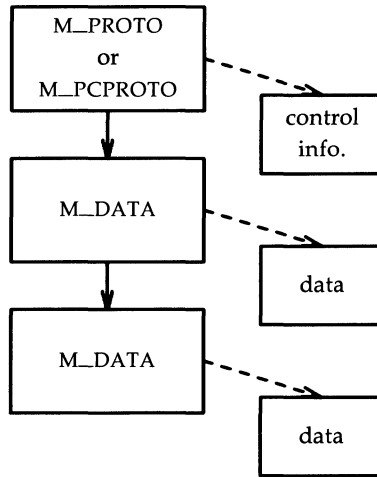 M_PROTO
or
M_PCPROTO
control
info.
M_DATA
data
M_DATA
data